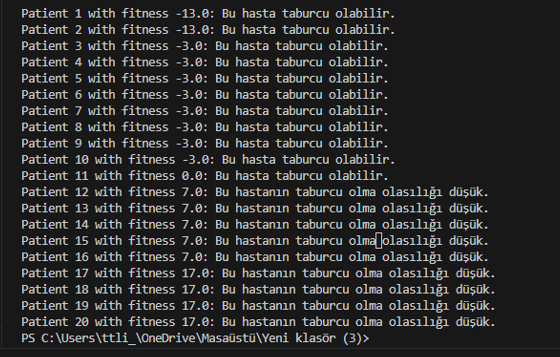 Patient 1 with fitness -13.0: Bu hasta taburcu olabilir.
Patient 2 with fitness -13.0: Bu hasta taburcu olabilir.
Patient 3 with fitness -3.0: Bu hasta taburcu olabilir.
Patient 4 with fitness -3.0: Bu hasta taburcu olabilir.
Patient 5 with fitness -3.0: Bu hasta taburcu olabilir.
Patient 6 with fitness -3.0: Bu hasta taburcu olabilir.
Patient 7 with fitness -3.0: Bu hasta taburcu olabilir.
Patient 8 with fitness -3.0: Bu hasta taburcu olabilir.
Patient 9 with fitness -3.0: Bu hasta taburcu olabilir.
Patient 10 with fitness -3.0: Bu hasta taburcu olabilir.
Patient 11 with fitness 0.0: Bu hasta taburcu olabilir.
Patient 12 with fitness 7.0: Bu hastanın taburcu olma olasılığı düşük.
Patient 13 with fitness 7.0: Bu hastanın taburcu olma olasılığı düşük.
Patient 14 with fitness 7.0: Bu hastanın taburcu olma olasılığı düşük.
Patient 15 with fitness 7.0: Bu hastanın taburcu olma olasılığı düşük.
Patient 16 with fitness 7.0: Bu hastanın taburcu olma olasılığı düşük.
Patient 17 with fitness 17.0: Bu hastanın taburcu olma olasılığı düşük.
Patient 18 with fitness 17.0: Bu hastanın taburcu olma olasılığı düşük.
Patient 19 with fitness 17.0: Bu hastanın taburcu olma olasılığı düşük.
Patient 20 with fitness 17.0: Bu hastanın taburcu olma olasılığı düşük.
PS C:\Users\ttli_\OneDrive\Masaüstü\Yeni klasör (3)>